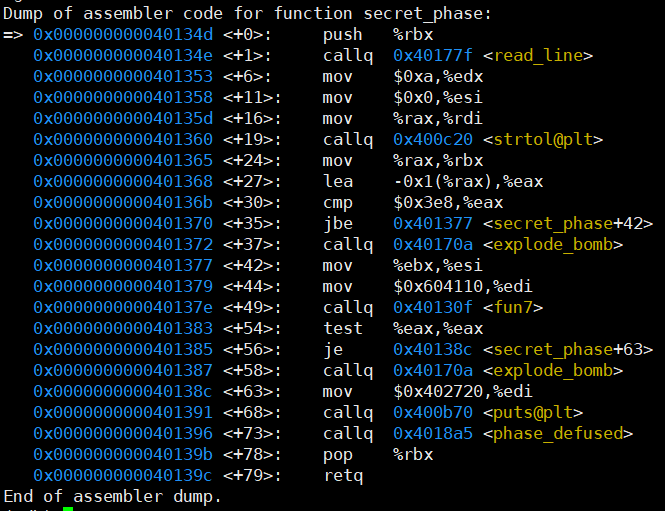 Dump of assembler code for function secret_phase:
=> 0x000000000040134d <+0>: push %rbx
0x000000000040134e <+1>: callq 0x40177f <read_line>
0x0000000000401353 <+6>: mov $0xa,%edx
0x0000000000401358 <+11>: mov $0x0,%esi
0x000000000040135d <+16>: mov %rax,%rdi
0x0000000000401360 <+19>: callq 0x400c20 <strtol@plt>
0x0000000000401365 <+24>: mov %rax,%rbx
0x0000000000401368 <+27>: lea -0x1(%rax),%eax
0x000000000040136b <+30>: cmp $0x3e8,%eax
0x0000000000401370 <+35>: jbe 0x401377 <secret_phase+42>
0x0000000000401372 <+37>: callq 0x40170a <explode_bomb>
0x0000000000401377 <+42>: mov %ebx,%esi
0x0000000000401379 <+44>: mov $0x604110,%edi
0x000000000040137e <+49>: callq 0x40130f <fun7>
0x0000000000401383 <+54>: test %eax,%eax
0x0000000000401385 <+56>: je 0x40138c <secret_phase+63>
0x0000000000401387 <+58>: callq 0x40170a <explode_bomb>
0x000000000040138c <+63>: mov $0x402720,%edi
0x0000000000401391 <+68>: callq 0x400b70 <puts@plt>
0x0000000000401396 <+73>: callq 0x4018a5 <phase_defused>
0x000000000040139b <+78>: pop %rbx
0x000000000040139c <+79>: retq
End of assembler dump.